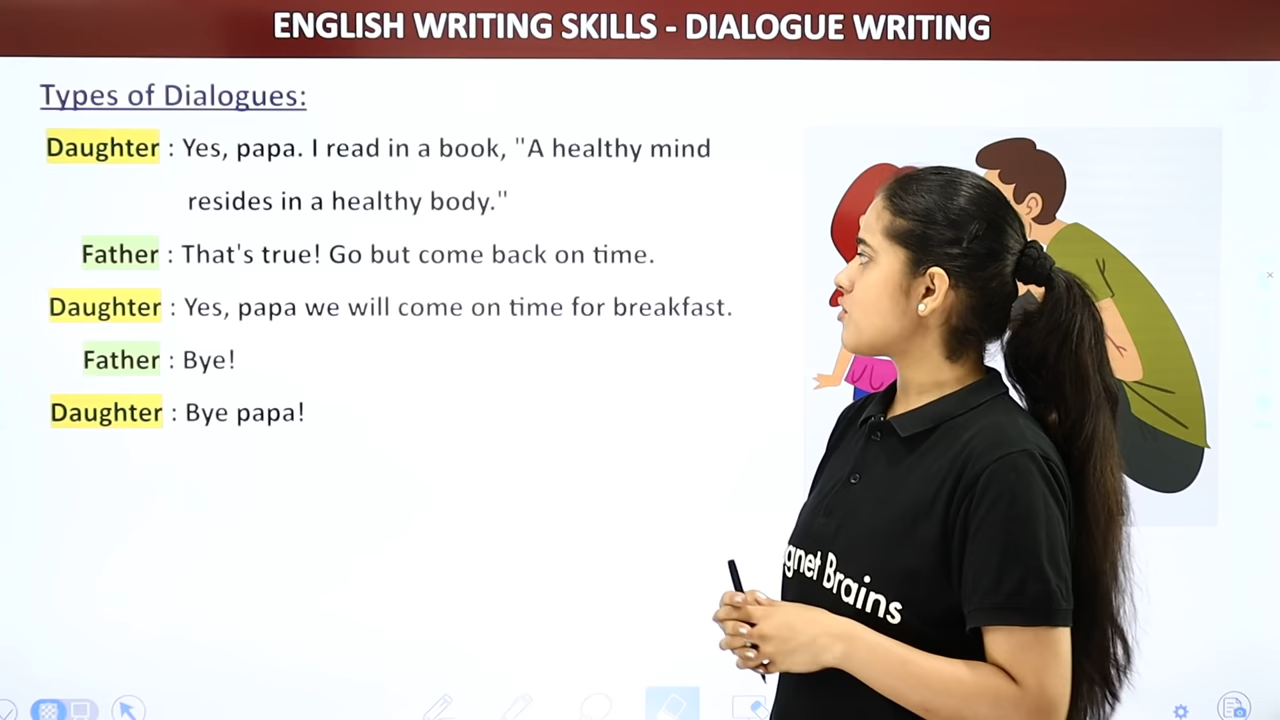 ENGLISH WRITING SKILLS - DIALOGUE WRITING
Types of Dialogues:
Daughter : Yes, papa. I read in a book, "A healthy mind
resides in a healthy body."
Father : That's true! Go but come back on time.
Daughter : Yes, papa we will come on time for breakfast.
Father : Bye!
Daughter : Bye papa!
gnet Brains